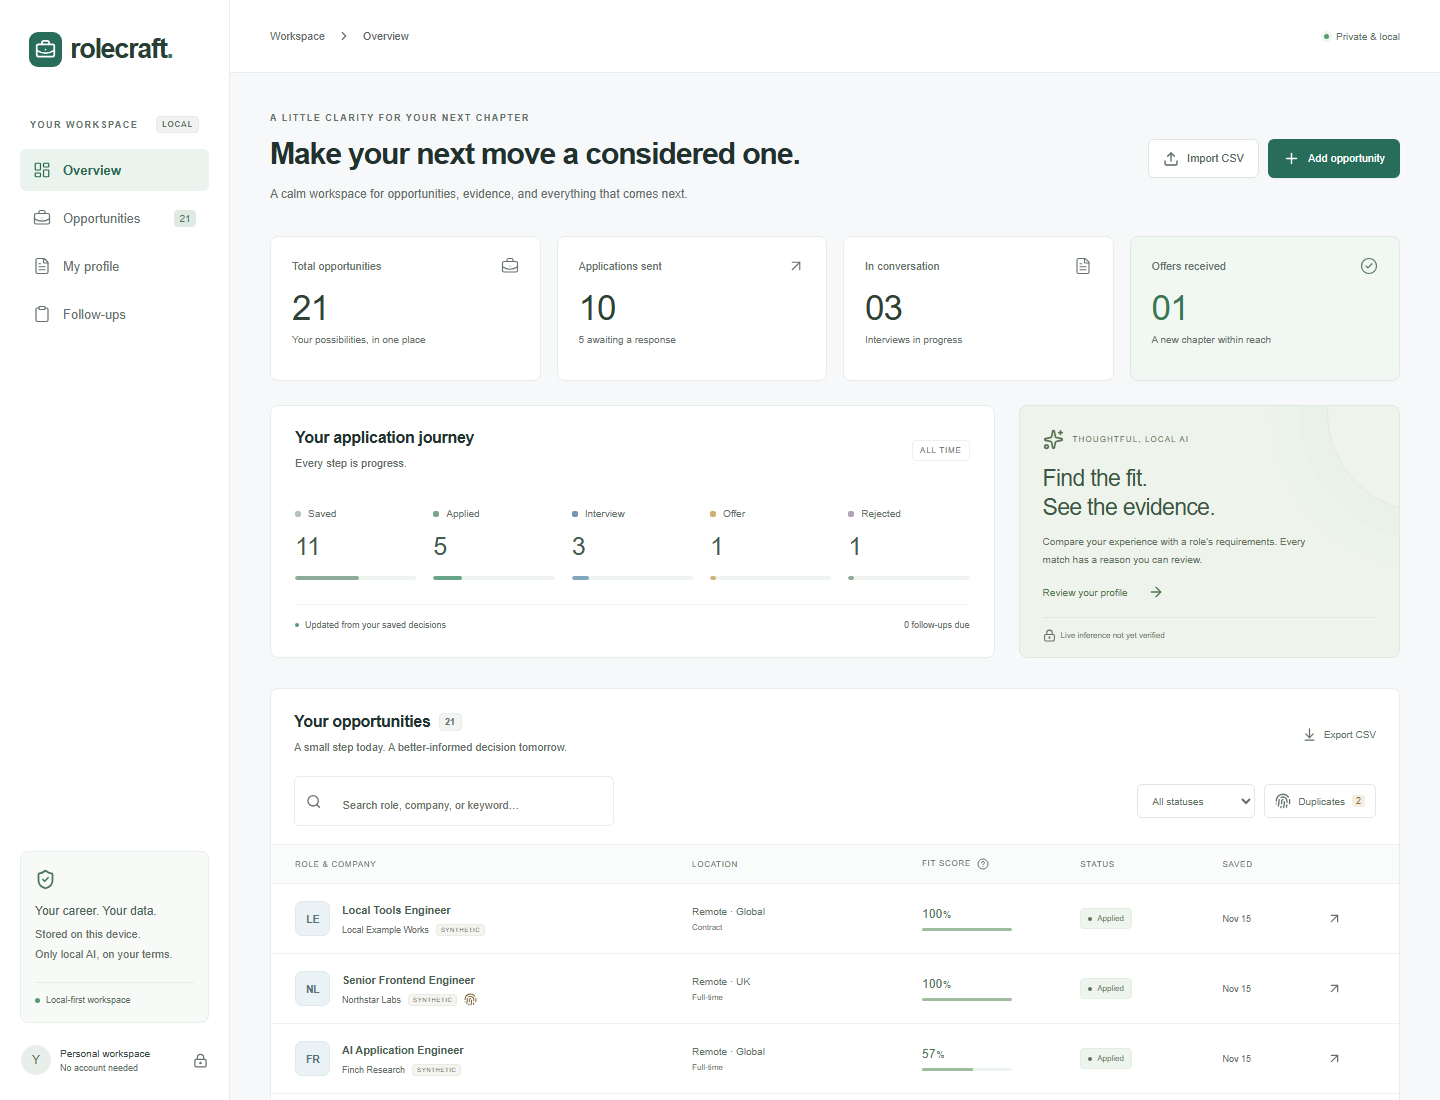 rolecraft.
YOUR WORKSPACE LOCAL
Overview
Opportunities 21
My profile
Follow-ups
Your career. Your data.
Stored on this device.
Only local AI, on your terms.
Local-first workspace
Y
Personal workspace
No account needed
Workspace Overview
Private & local
A LITTLE CLARITY FOR YOUR NEXT CHAPTER
Make your next move a considered one.
A calm workspace for opportunities, evidence, and everything that comes next.
Import CSV
Add opportunity
Total opportunities
21
Your possibilities, in one place
Applications sent
10
5 awaiting a response
In conversation
03
Interviews in progress
Offers received
01
A new chapter within reach
Your application journey
Every step is progress.
ALL TIME
Saved
11
Applied
5
Interview
3
Offer
1
Rejected
1
Updated from your saved decisions
0 follow-ups due
THOUGHTFUL, LOCAL AI
Find the fit.
See the evidence.
Compare your experience with a role's requirements. Every
match has a reason you can review.
Review your profile
Live inference not yet verified
Your opportunities 21
A small step today. A better-informed decision tomorrow.
Export CSV
Search role, company, or keyword...
All statuses
Duplicates 2
ROLE & COMPANY LOCATION FIT SCORE STATUS SAVED
LE
Local Tools Engineer
Local Example Works SYNTHETIC
Remote · Global
Contract
100%
Applied
Nov 15
NL
Senior Frontend Engineer
Northstar Labs SYNTHETIC
Remote · UK
Full-time
100%
Applied
Nov 15
FR
AI Application Engineer
Finch Research SYNTHETIC
Remote · Global
Full-time
57%
Applied
Nov 15